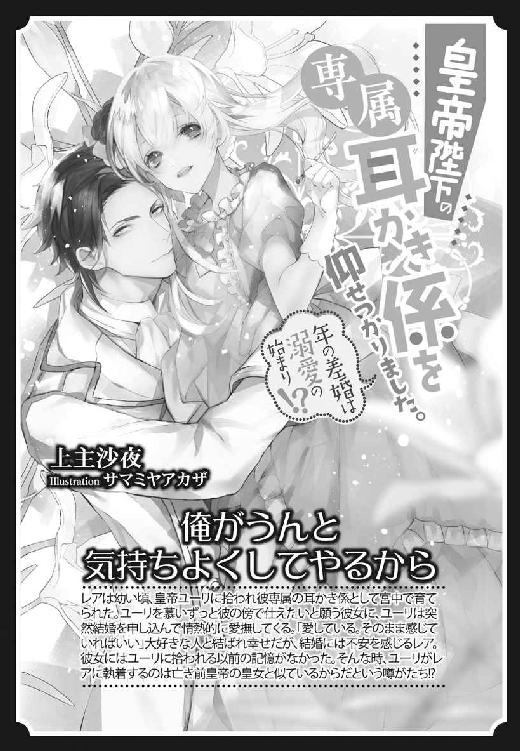 皇帝陛下の
専属
耳かき係を
仰せつかりました。
年の差婚は
溺愛の
始まり!?
上主沙夜
Illustration サマミヤアカザ
俺がうんと
気持ちよくしてやるから
レアは幼い頃、皇帝ユーリに拾われ彼専属の耳かき係として宮中で育て
られた。ユーリを慕いずっと彼の傍で仕えたいと願う彼女に、ユーリは突
然結婚を申し込んで情熱的に愛撫してくる。「愛している。そのまま感じて
いればいい」大好きな人と結ばれ幸せだが、結婚には不安を感じるレア。
彼女にはユーリに拾われる以前の記憶がなかった。そんな時、ユーリがレ
アに執着するのは亡き前皇帝の皇女と似ているからだという噂がたち!?